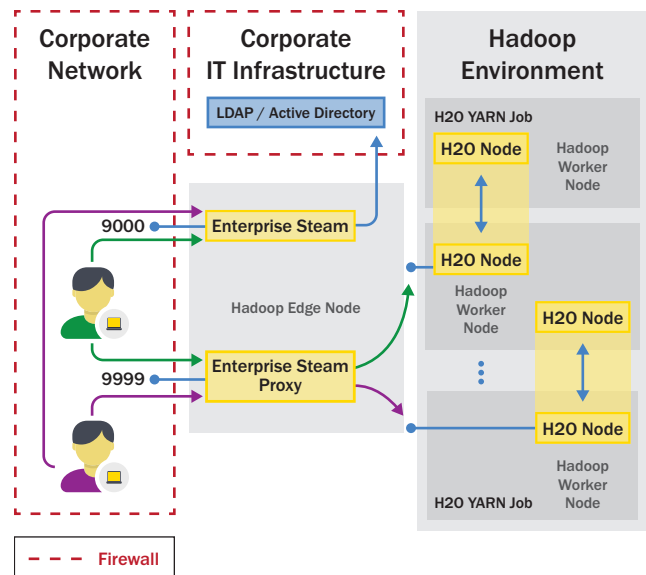 Corporate
Network
Corporate
IT Infrastructure
LDAP / Active Directory
Hadoop
Environment
H2O YARN Job
H2O Node
Hadoop
Worker
Node
9000
Enterprise Steam
H2O Node
Hadoop
Worker
Node
Hadoop Edge Node
H2O Node
9999
Enterprise Steam
Proxy
H2O Node
Hadoop
Worker
Node
H2O YARN Job
Firewall